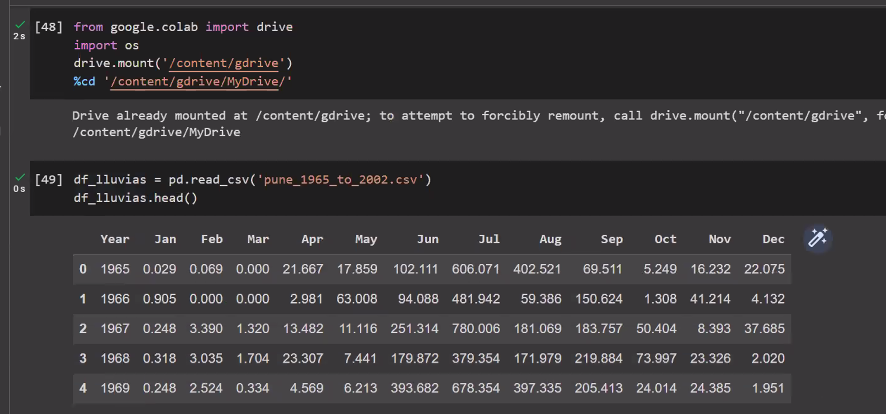 [48] from google.colab import drive
import os
drive.mount('/content/gdrive')
%cd '/content/gdrive/MyDrive/'
2s
Drive already mounted at /content/gdrive; to attempt to forcibly remount, call drive.mount("/content/gdrive",
/content/gdrive/MyDrive
[49] df_lluvias = pd.read_csv('pune_1965_to_2002.csv')
0s
df_lluvias.head()
Year Jan Feb Mar Apr May Jun Jul Aug Sep Oct Nov Dec
0 1965 0.029 0.069 0.000 21.667 17.859 102.111 606.071 402.521 69.511 5.249 16.232 22.075
1 1966 0.905 0.000 0.000 2.981 63.008 94.088 481.942 59.386 150.624 1.308 41.214 4.132
2 1967 0.248 3.390 1.320 13.482 11.116 251.314 780.006 181.069 183.757 50.404 8.393 37.685
3 1968 0.318 3.035 1.704 23.307 7.441 179.872 379.354 171.979 219.884 73.997 23.326 2.020
4 1969 0.248 2.524 0.334 4.569 6.213 393.682 678.354 397.335 205.413 24.014 24.385 1.951